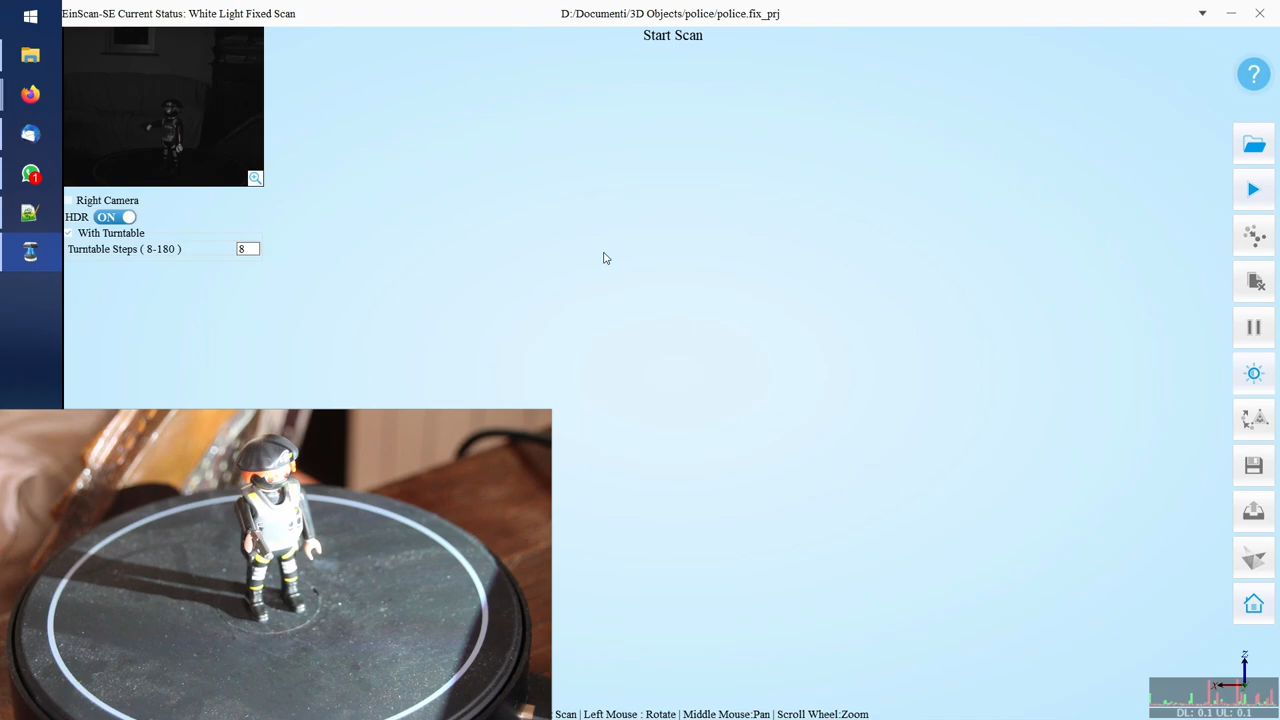 EinScan-SE Current Status: White Light Fixed Scan
D:/Documenti/3D Objects/police/police.fix_prj
Start Scan
?
Right Camera
HDR ON
With Turntable
Turntable Steps ( 8-180 ) 8
1
Z
X
Scan | Left Mouse : Rotate | Middle Mouse:Pan | Scroll Wheel:Zoom
DL: 0.1 UL: 0.1